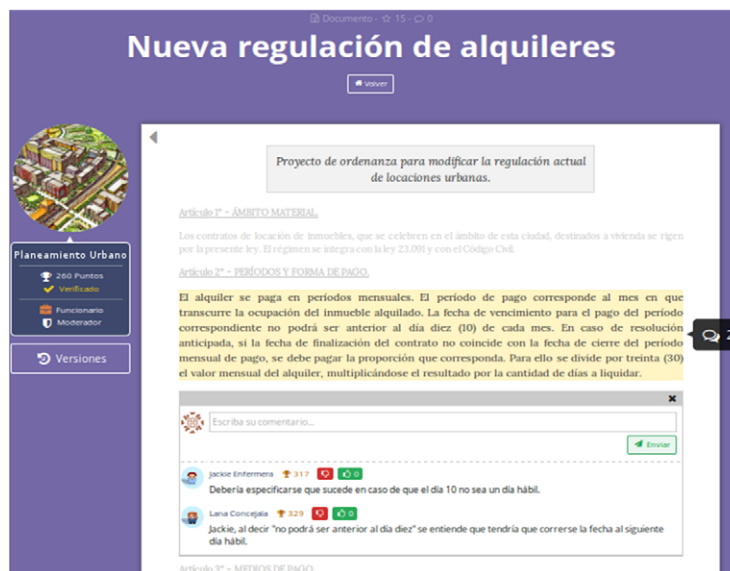 Documento - 15 - 0
Nueva regulación de alquileres
Volver
Proyecto de ordenanza para modificar la regulación actual
de locaciones urbanas.
Artículo 1° - ÁMBITO MATERIAL.
Los contratos de locación de inmuebles, que se celebren en el ámbito de esta ciudad, destinados a vivienda se rigen
por la presente ley. El régimen se integra con la ley 23.091 y con el Código Civil.
Artículo 2° - PERÍODOS Y FORMA DE PAGO.
El alquiler se paga en períodos mensuales. El período de pago corresponde al mes en que
transcurre la ocupación del inmueble alquilado. La fecha de vencimiento para el pago del período
correspondiente no podrá ser anterior al día diez (10) de cada mes. En caso de resolución
anticipada, si la fecha de finalización del contrato no coincide con la fecha de cierre del período
mensual de pago, se debe pagar la proporción que corresponda. Para ello se divide por treinta (30)
el valor mensual del alquiler, multiplicándose el resultado por la cantidad de días a liquidar.
2
Planeamiento Urbano
260 Puntos
Verificado
Funcionario
Moderador
Versiones
Escriba su comentario...
Enviar
Jackie Enfermera 317 0
Debería especificarse que sucede en caso de que el día 10 no sea un día hábil.
Lana Concejala 329 0
Jackie, al decir "no podrá ser anterior al día diez" se entiende que tendría que correrse la fecha al siguiente
día hábil.
Artículo 3° - MEDIOS DE PAGO.